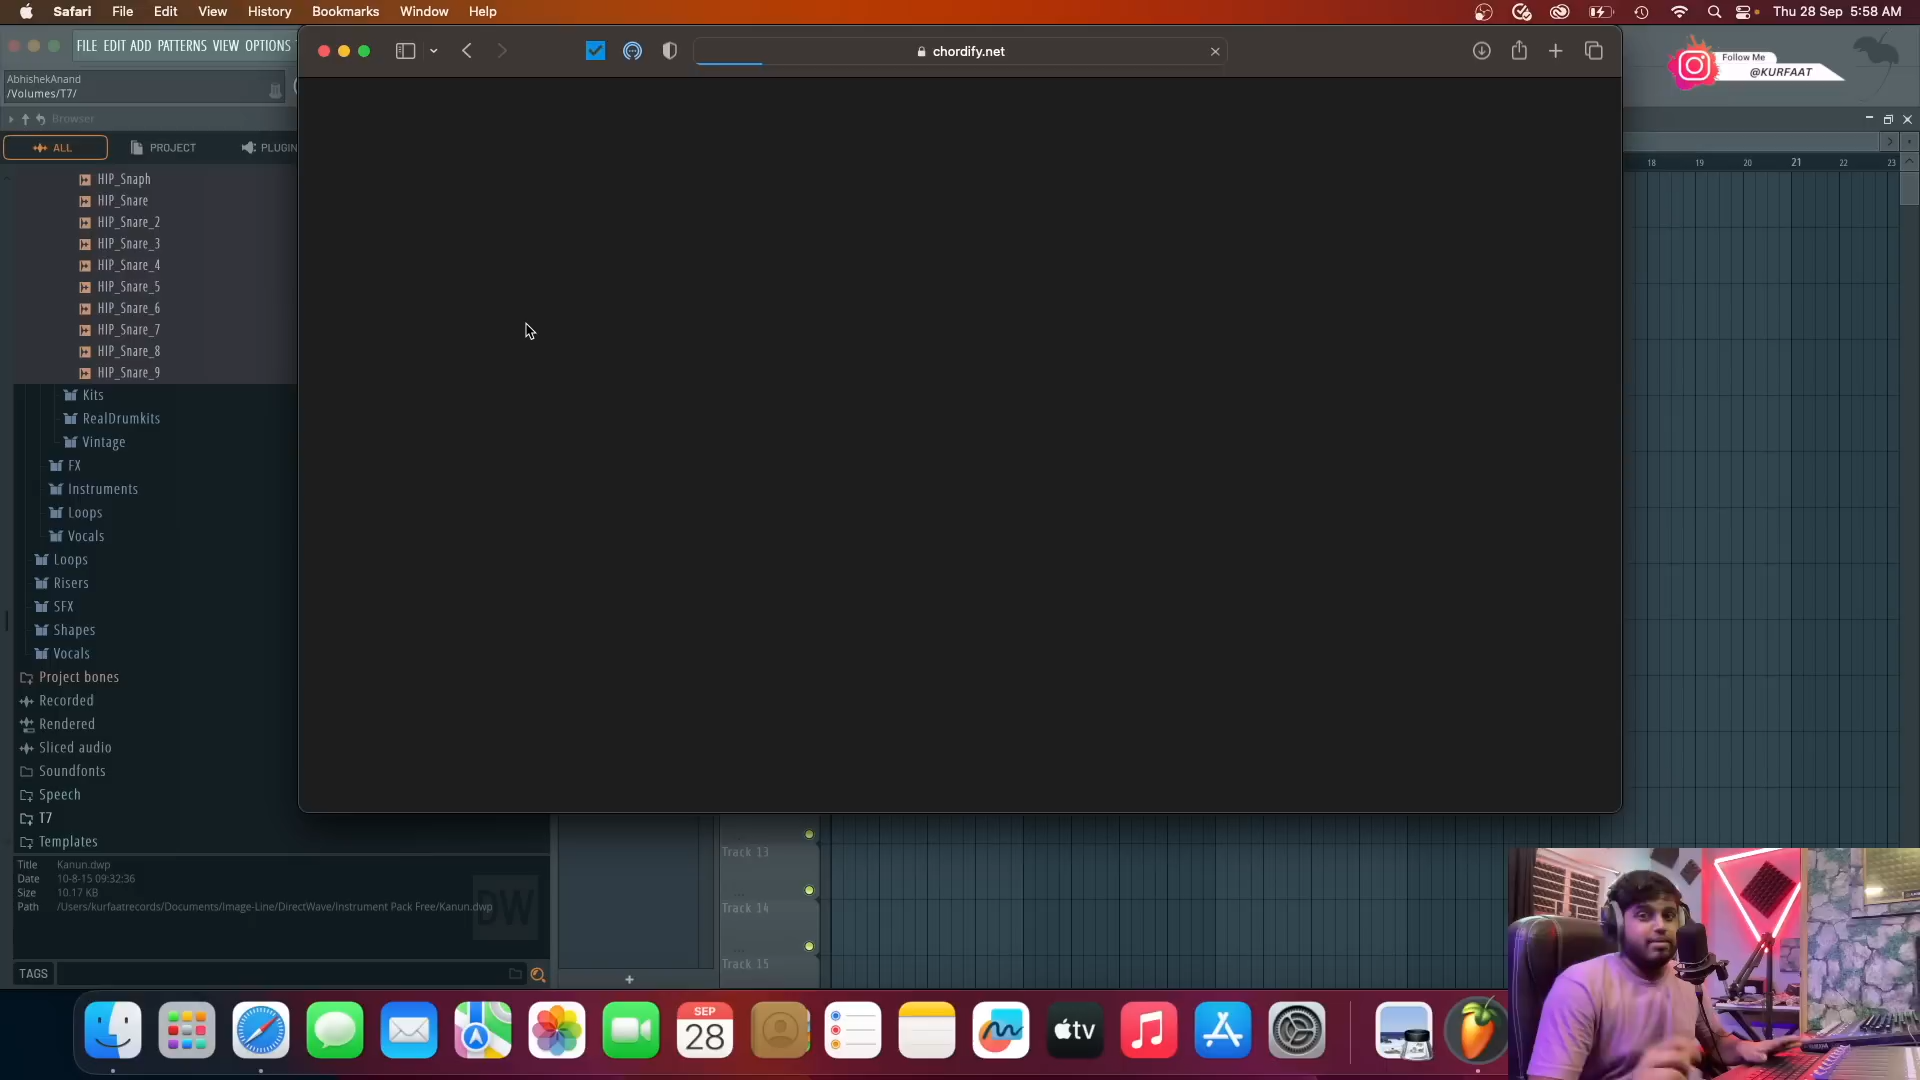 Safari File Edit View History Bookmarks Window Help
Thu 28 Sep 5:58 AM
FILE EDIT ADD PATTERNS VIEW OPTIONS
chordify.net
Follow Me
@KURFAAT
AbhishekAnand
/Volumes/T7/
Browser
ALL PROJECT PLUGIN
18 19 20 21 22 23
HIP_Snaph
HIP_Snare
HIP_Snare_2
HIP_Snare_3
HIP_Snare_4
HIP_Snare_5
HIP_Snare_6
HIP_Snare_7
HIP_Snare_8
HIP_Snare_9
Kits
RealDrumkits
Vintage
FX
Instruments
Loops
Vocals
Loops
Risers
SFX
Shapes
Vocals
Project bones
Recorded
Rendered
Sliced audio
Soundfonts
Speech
T7
Templates
Title Kanun.dwp
Date 10-8-15 09:32:36
Size 10.17 KB
Path /Users/kurfaatrecords/Documents/Image-Line/DirectWave/Instrument Pack Free/Kanun.dwp
DW
TAGS
Track 13
Track 14
Track 15
SEP
28
tv